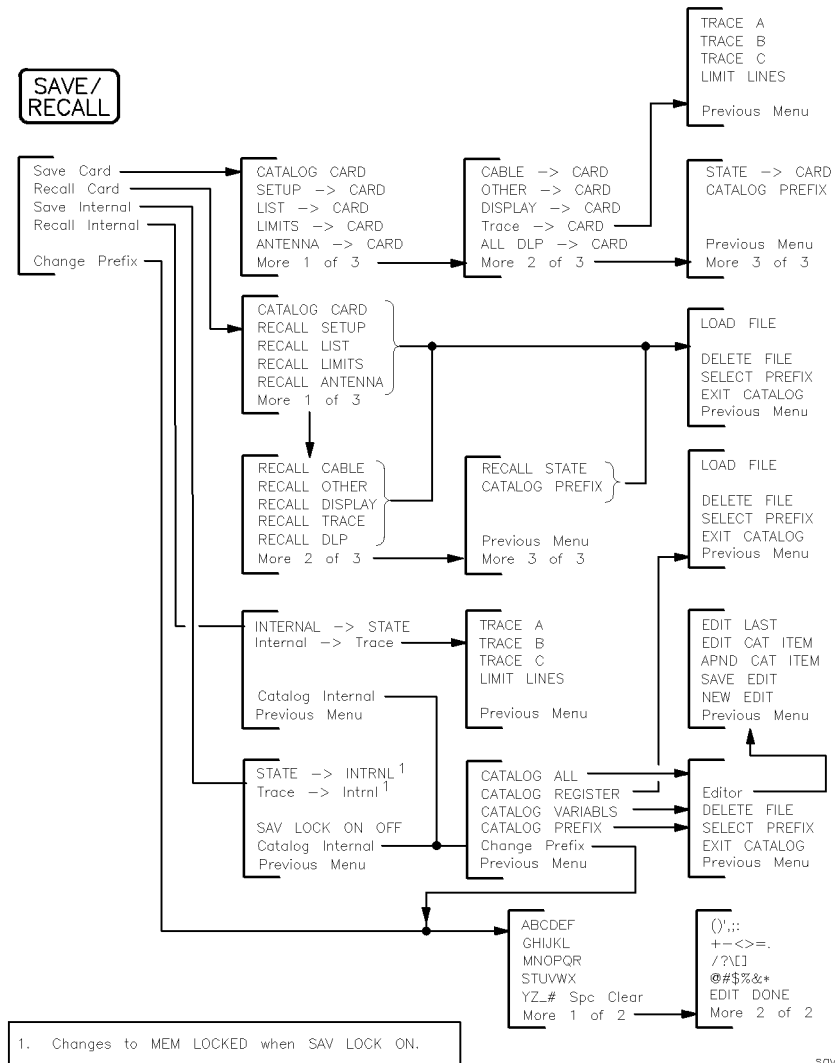 SAVE/
RECALL
TRACE A
TRACE B
TRACE C
LIMIT LINES
Previous Menu
Save Card
Recall Card
Save Internal
Recall Internal
Change Prefix
CATALOG CARD
SETUP -> CARD
LIST -> CARD
LIMITS -> CARD
ANTENNA -> CARD
More 1 of 3
CABLE -> CARD
OTHER -> CARD
DISPLAY -> CARD
Trace -> CARD
ALL DLP -> CARD
More 2 of 3
STATE -> CARD
CATALOG PREFIX
Previous Menu
More 3 of 3
CATALOG CARD
RECALL SETUP
RECALL LIST
RECALL LIMITS
RECALL ANTENNA
More 1 of 3
LOAD FILE
DELETE FILE
SELECT PREFIX
EXIT CATALOG
Previous Menu
RECALL CABLE
RECALL OTHER
RECALL DISPLAY
RECALL TRACE
RECALL DLP
More 2 of 3
RECALL STATE
CATALOG PREFIX
Previous Menu
More 3 of 3
LOAD FILE
DELETE FILE
SELECT PREFIX
EXIT CATALOG
Previous Menu
INTERNAL -> STATE
Internal -> Trace
Catalog Internal
Previous Menu
TRACE A
TRACE B
TRACE C
LIMIT LINES
Previous Menu
EDIT LAST
EDIT CAT ITEM
APND CAT ITEM
SAVE EDIT
NEW EDIT
Previous Menu
STATE -> INTRNL 1
Trace -> Intrnl 1
SAV LOCK ON OFF
Catalog Internal
Previous Menu
CATALOG ALL
CATALOG REGISTER
CATALOG VARIABLS
CATALOG PREFIX
Change Prefix
Previous Menu
Editor
DELETE FILE
SELECT PREFIX
EXIT CATALOG
Previous Menu
ABCDEF
GHIJKL
MNOPQR
STUVWX
YZ_# Spc Clear
More 1 of 2
()',;:
+-<>=.
/?\[]
@#$%&*
EDIT DONE
More 2 of 2
1. Changes to MEM LOCKED when SAV LOCK ON.
sav